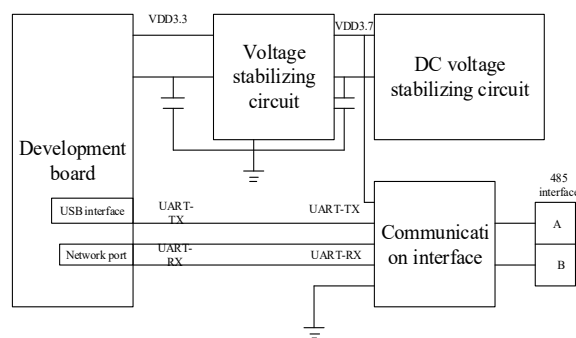 VDD3.3
VDD3.7
Voltage
stabilizing
circuit
DC voltage
stabilizing circuit
Development
board
USB interface
Network port
UART-
TX
UART-TX
UART-
RX
UART-RX
Communicati
on interface
485
interface
A
B